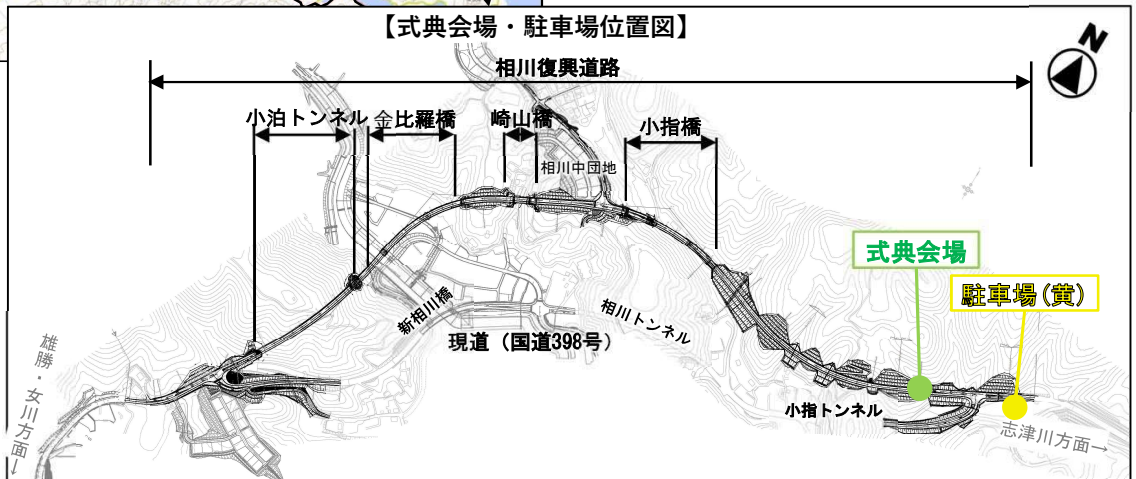 【式典会場・駐車場位置図】
N
相川復興道路
小泊トンネル
金比羅橋
崎山橋
小指橋
相川中団地
式典会場
駐車場(黄)
新相川橋
相川トンネル
現道（国道398号）
雄勝・女川方面→
小指トンネル
志津川方面→